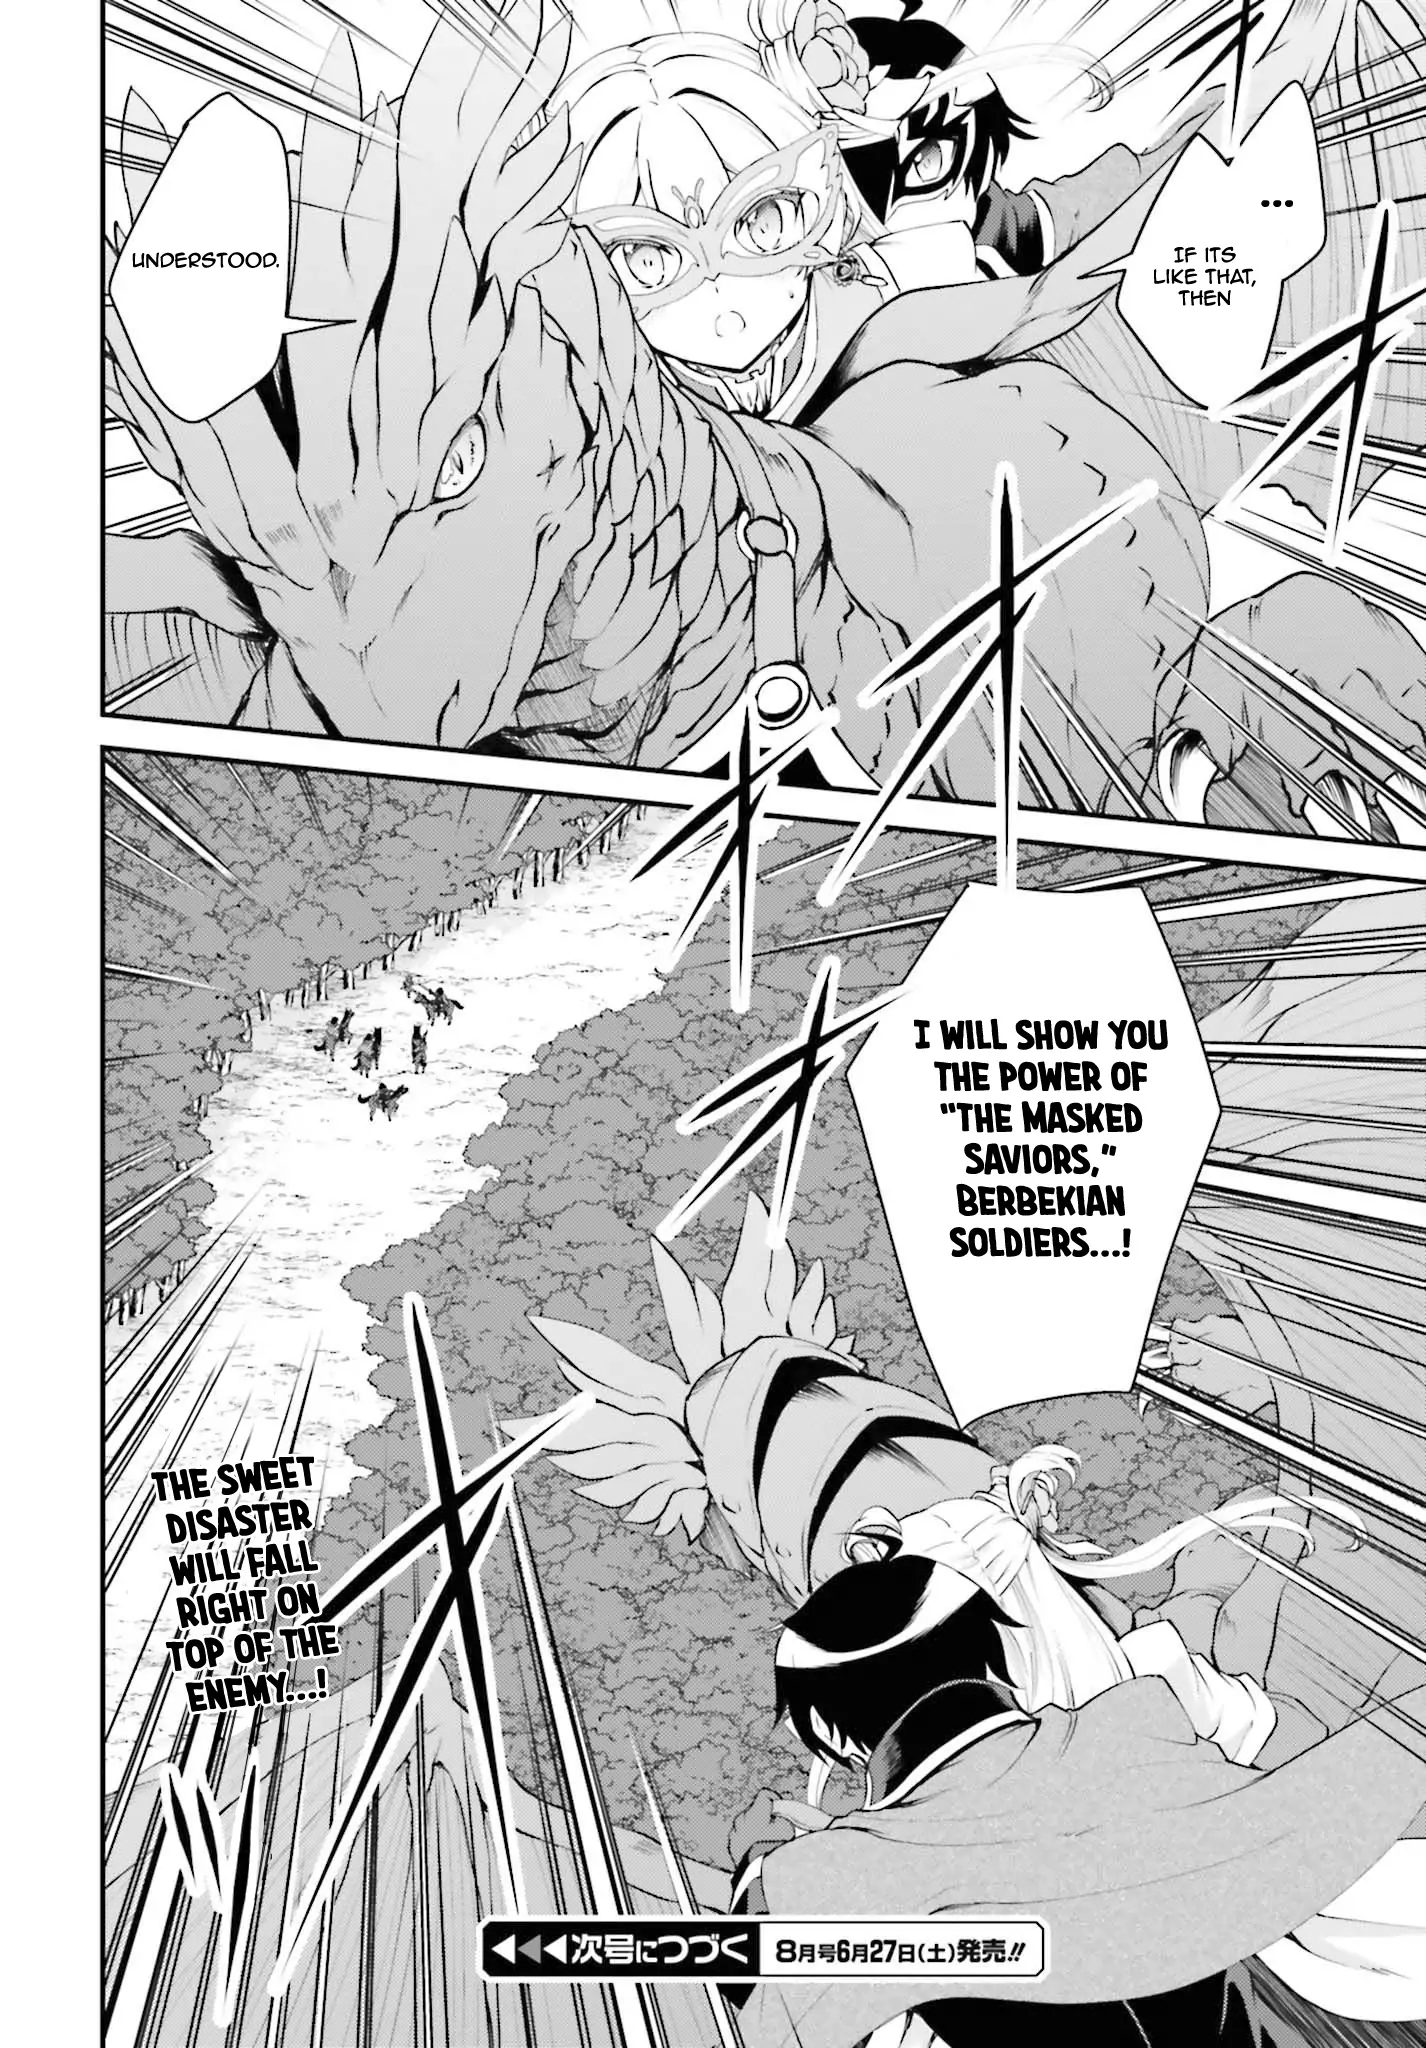 ...
IF ITS
LIKE THAT,
THEN
UNDERSTOOD.
I WILL SHOW YOU
THE POWER OF
"THE MASKED
SAVIORS,"
BERBEKIAN
SOLDIERS...!
THE SWEET
DISASTER
WILL FALL
RIGHT ON
TOP OF THE
ENEMY...!
次号につづく 8月号6月27日(土)発売!!